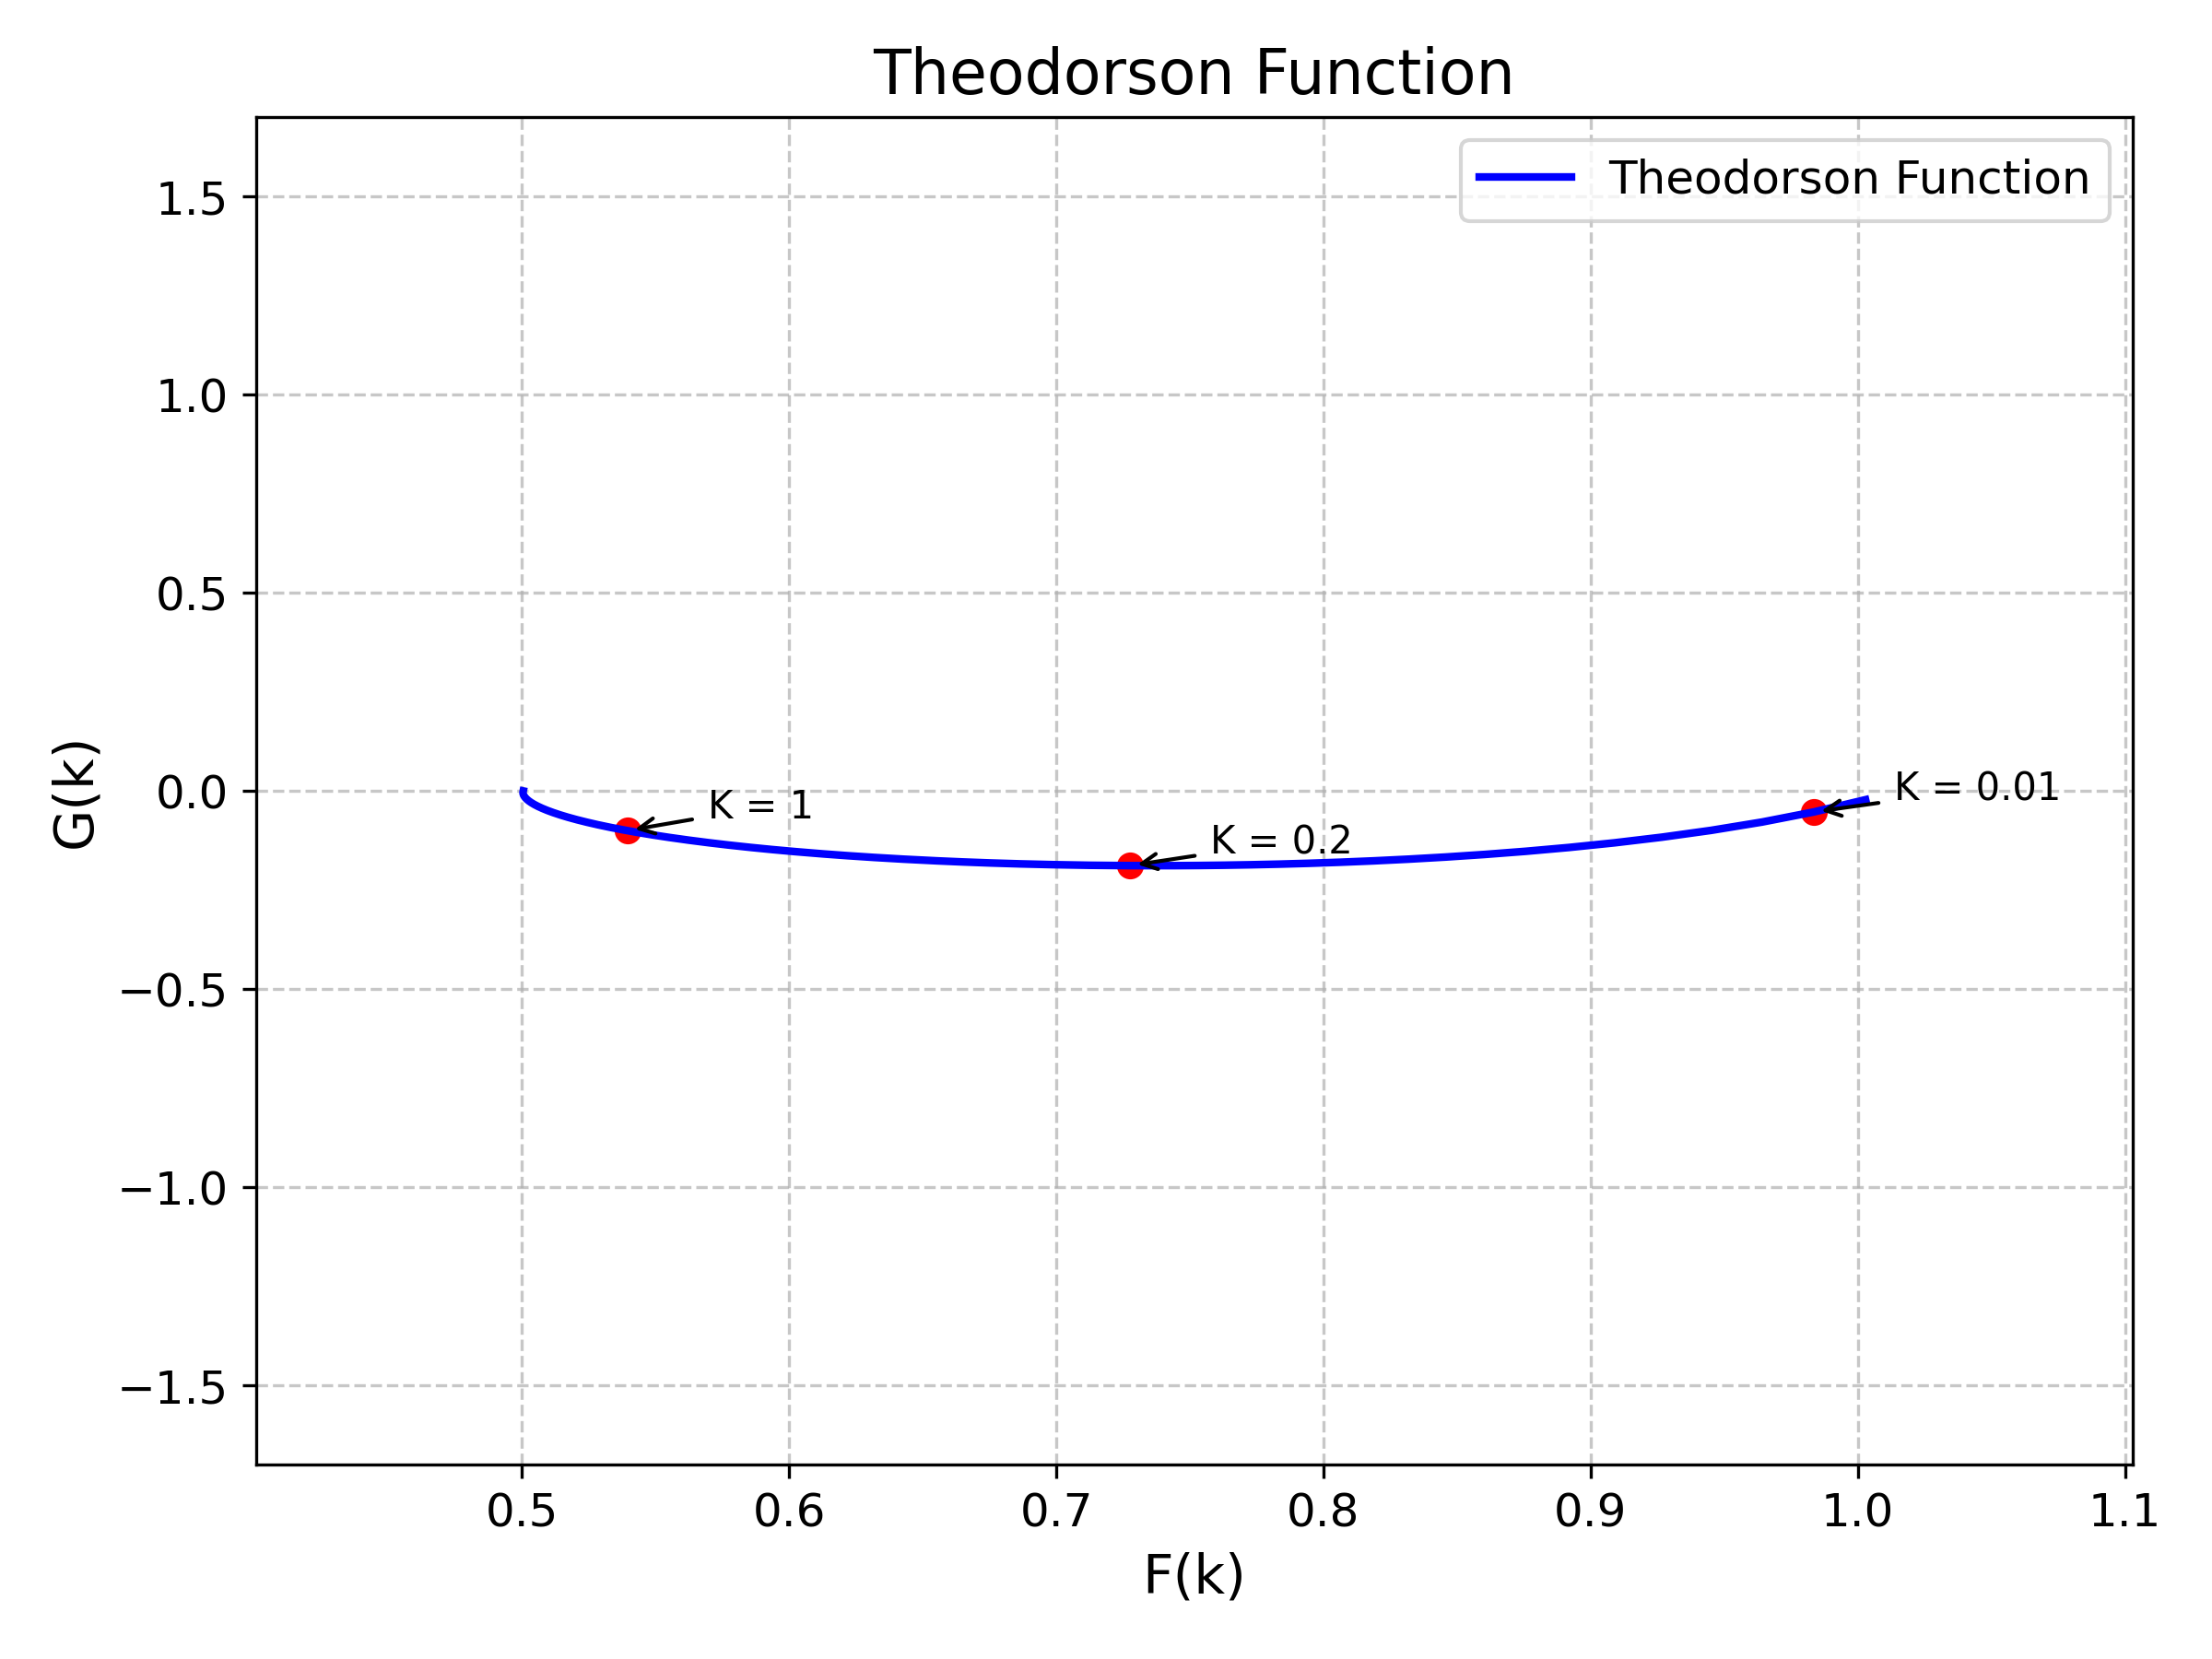 Theodorson Function
Theodorson Function
1.5
1.0
0.5
0.0
−0.5
−1.0
−1.5
G(k)
K = 1
K = 0.2
K = 0.01
0.5 0.6 0.7 0.8 0.9 1.0 1.1
F(k)